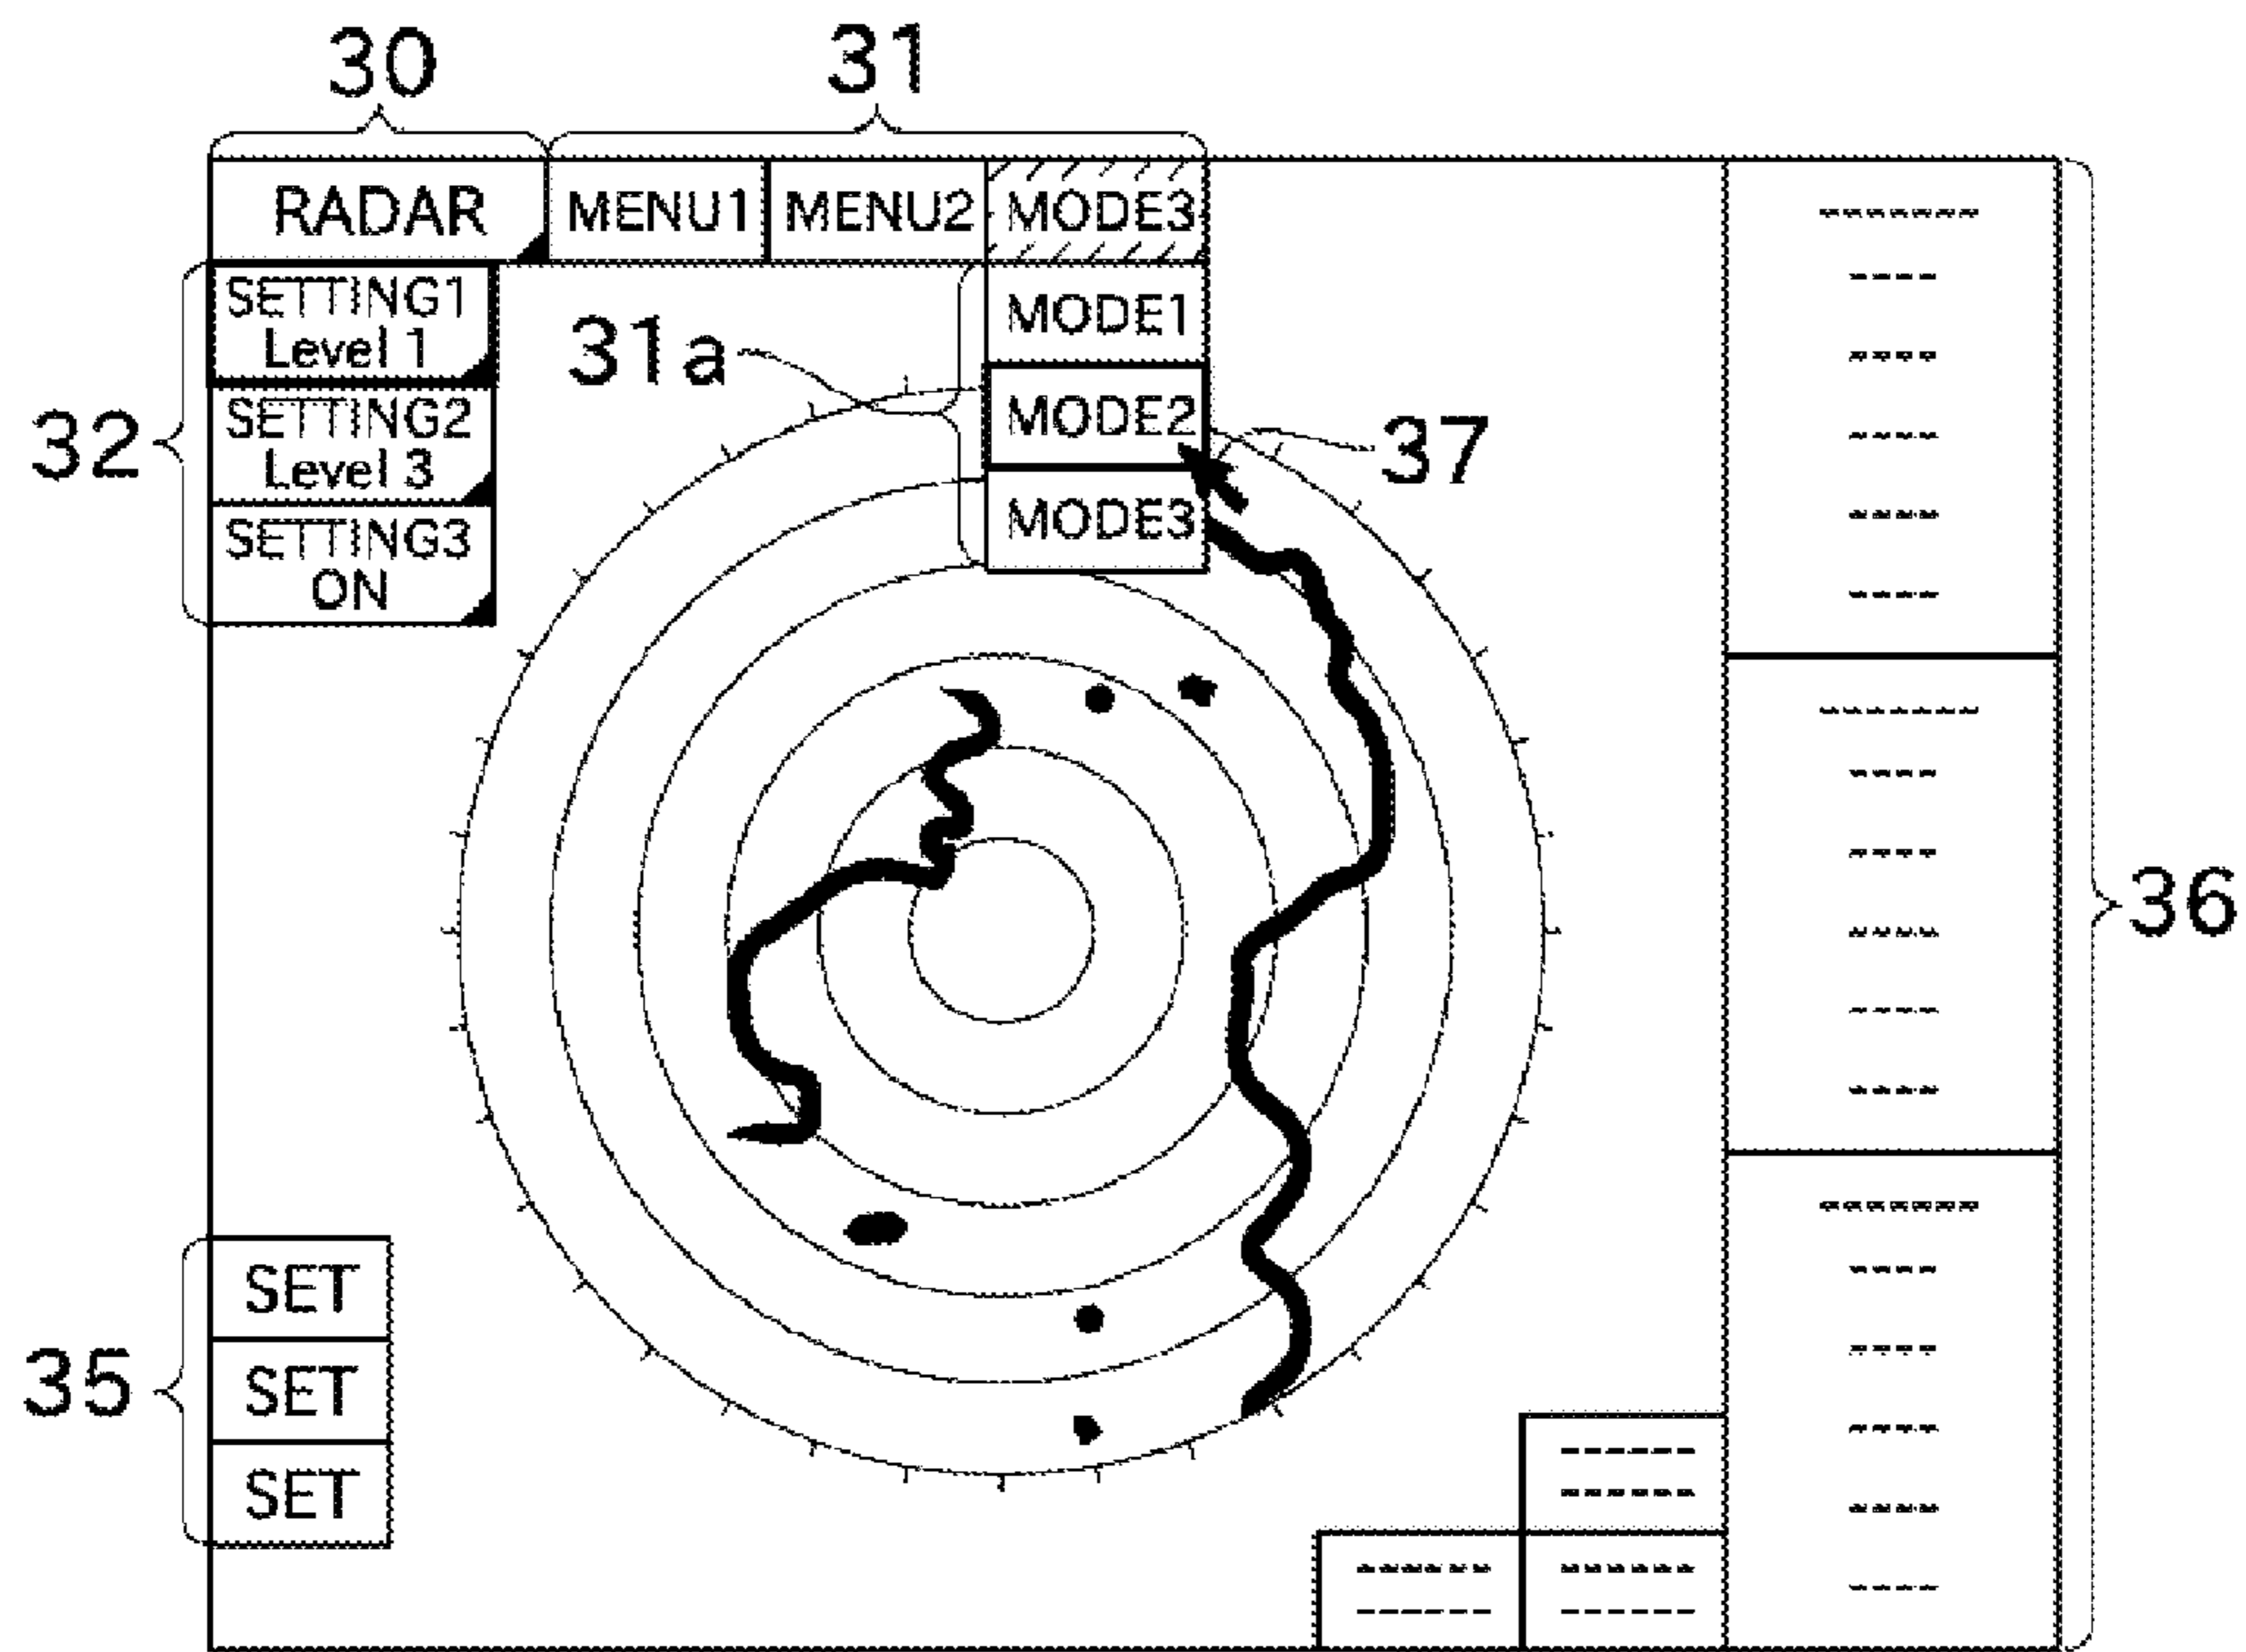 30
31
RADAR
MENU1
MENU2
MODE3
SETTING1
Level 1
SETTING2
Level 3
SETTING3
ON
32
MODE1
MODE2
MODE3
31a
37
36
35
SET
SET
SET